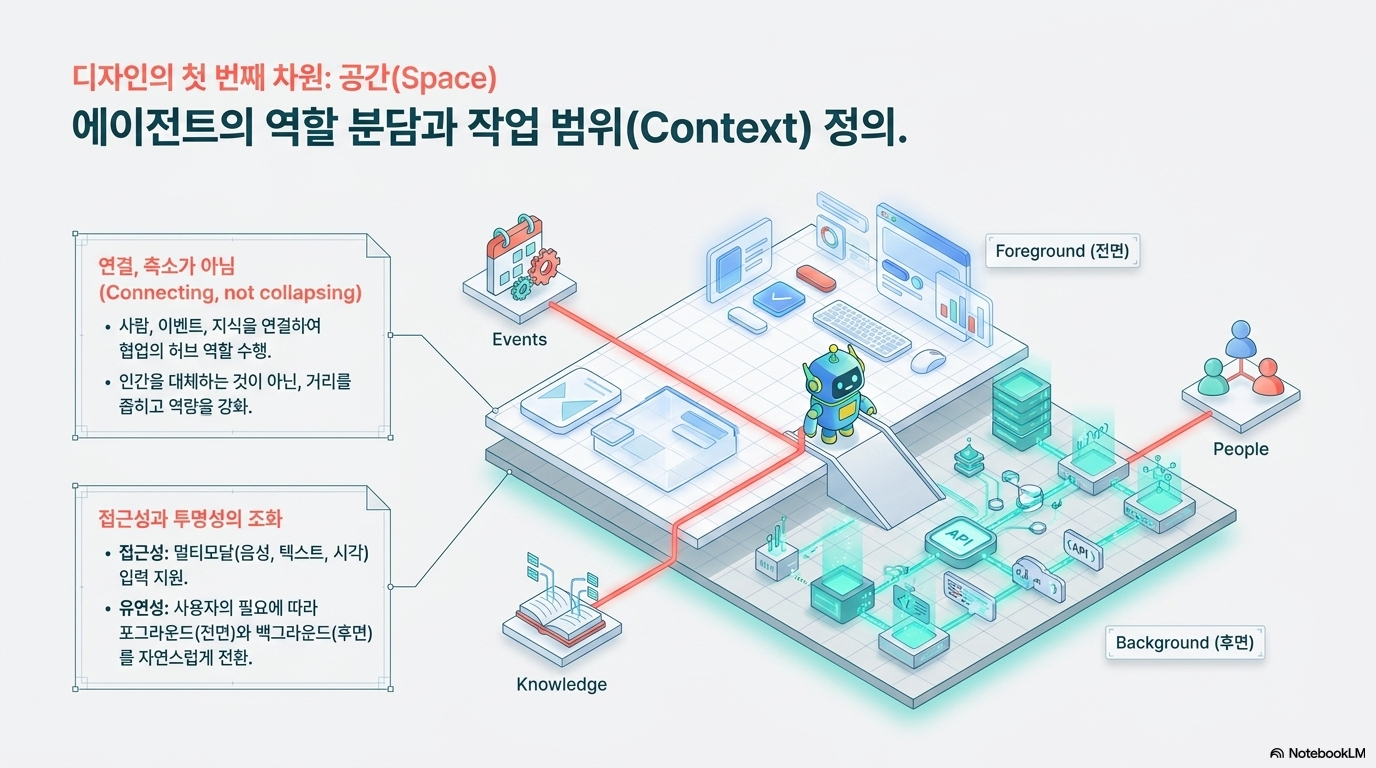 디자인의 첫 번째 차원: 공간(Space)
에이전트의 역할 분담과 작업 범위(Context) 정의.
연결, 측소가 아님
(Connecting, not collapsing)
• 사람, 이벤트, 지식을 연결하여
협업의 허브 역할 수행.
• 인간을 대체하는 것이 아닌, 거리를
좁히고 역량을 강화.
접근성과 투명성의 조화
• 접근성: 멀티모달(음성, 텍스트, 시각)
입력 지원.
• 유연성: 사용자의 필요에 따라
포그라운드(전면)와 백그라운드(후면)
를 자연스럽게 전환.
Events
Foreground (전면)
People
API
API
Knowledge
Background (후면)
NotebookLM